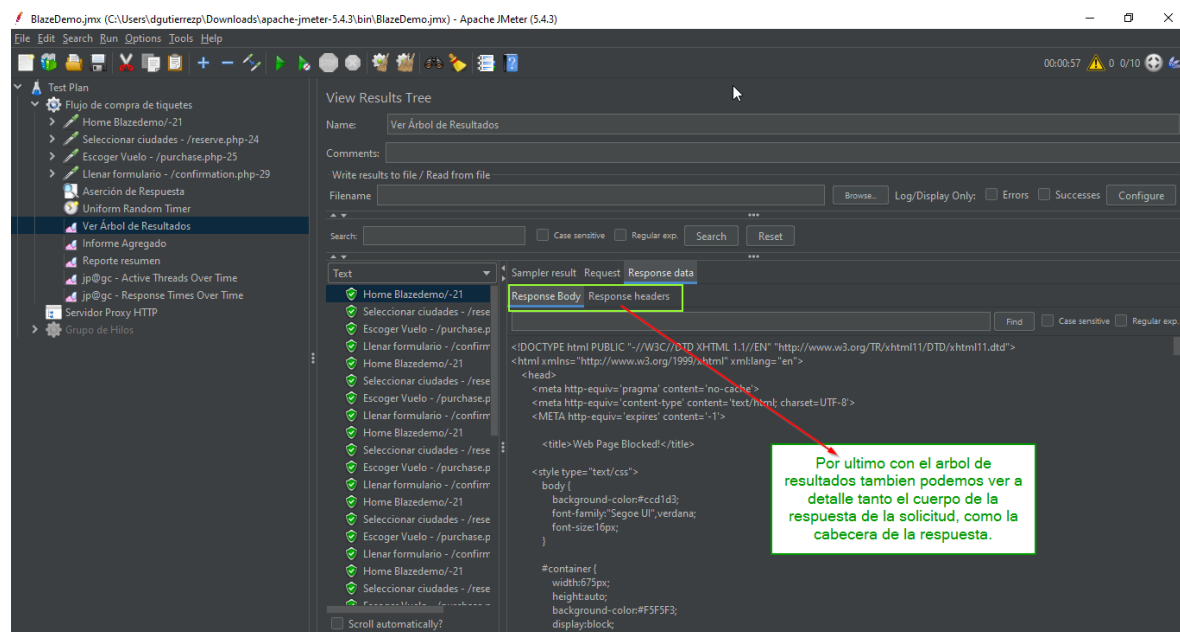 BlazeDemo.jmx (C:\Users\dgutierrezp\Downloads\apache-jmeter-5.4.3\bin\BlazeDemo.jmx) - Apache JMeter (5.4.3)
File Edit Search Run Options Tools Help
00:00:57 0 0/10
Test Plan
Flujo de compra de tiquetes
Home Blazedemo/-21
Seleccionar ciudades - /reserve.php-24
Escoger Vuelo - /purchase.php-25
Llenar formulario - /confirmation.php-29
Aserción de Respuesta
Uniform Random Timer
Ver Árbol de Resultados
Informe Agregado
Reporte resumen
jp@gc - Active Threads Over Time
jp@gc - Response Times Over Time
Servidor Proxy HTTP
Grupo de Hilos
View Results Tree
Name: Ver Árbol de Resultados
Comments:
Write results to file / Read from file
Filename Browse... Log/Display Only: Errors Successes Configure
Search: Case sensitive Regular exp. Search Reset
Text
Home Blazedemo/-21
Seleccionar ciudades - /rese
Escoger Vuelo - /purchase.p
Llenar formulario - /confirm
Home Blazedemo/-21
Seleccionar ciudades - /rese
Escoger Vuelo - /purchase.p
Llenar formulario - /confirm
Home Blazedemo/-21
Seleccionar ciudades - /rese
Escoger Vuelo - /purchase.p
Llenar formulario - /confirm
Home Blazedemo/-21
Seleccionar ciudades - /rese
Escoger Vuelo - /purchase.p
Llenar formulario - /confirm
Home Blazedemo/-21
Seleccionar ciudades - /rese
Scroll automatically?
Sampler result Request Response data
Response Body Response headers
Find Case sensitive Regular exp.
<!DOCTYPE html PUBLIC "-//W3C//DTD XHTML 1.1//EN" "http://www.w3.org/TR/xhtml11/DTD/xhtml11.dtd">
<html xmlns="http://www.w3.org/1999/xhtml" xml:lang="en">
<head>
<meta http-equiv='pragma' content='no-cache'>
<meta http-equiv='content-type' content='text/html; charset=UTF-8'>
<META http-equiv='expires' content='-1'>
<title>Web Page Blocked!</title>
<style type="text/css">
body {
background-color:#ccd1d3;
font-family:"Segoe UI",verdana;
font-size:16px;
}
#container {
width:675px;
height:auto;
background-color:#F5F5F3;
display:block;
Por ultimo con el arbol de
resultados tambien podemos ver a
detalle tanto el cuerpo de la
respuesta de la solicitud, como la
cabecera de la respuesta.